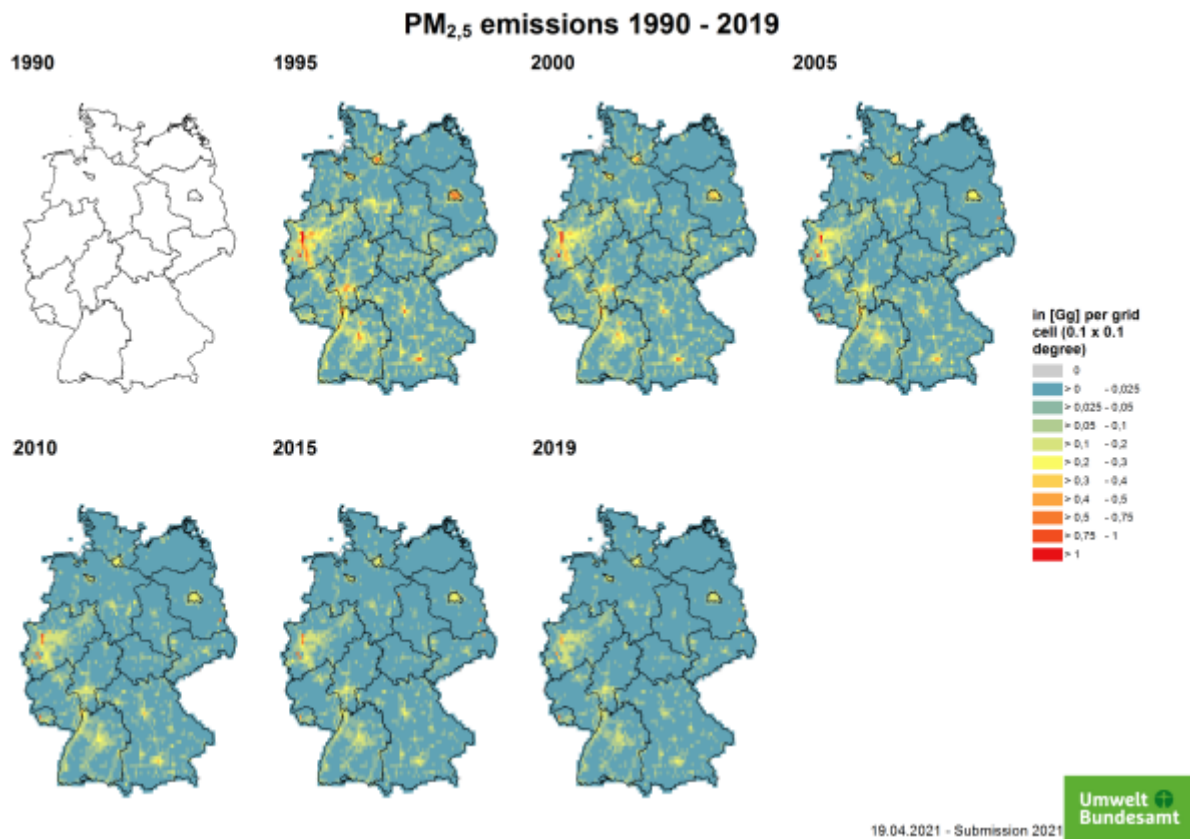 PM2,5 emissions 1990 - 2019
1990
1995
2000
2005
in [Gg] per grid
cell (0.1 x 0.1
degree)
0
> 0 - 0,025
> 0,025 - 0,05
> 0,05 - 0,1
> 0,1 - 0,2
> 0,2 - 0,3
> 0,3 - 0,4
> 0,4 - 0,5
> 0,5 - 0,75
> 0,75 - 1
> 1
2010
2015
2019
Umwelt
Bundesamt
19.04.2021 - Submission 2021